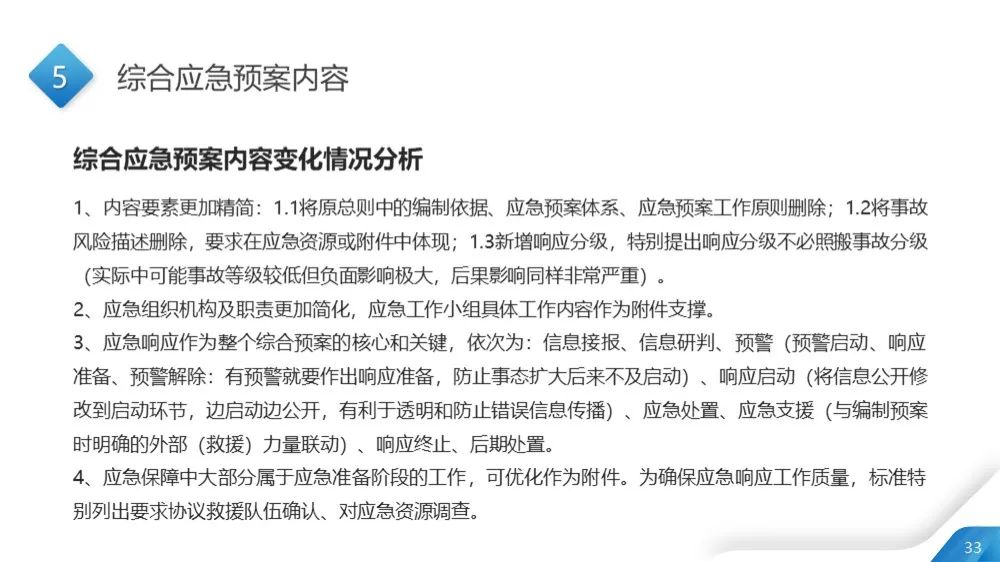 5
综合应急预案内容
综合应急预案内容变化情况分析
1、内容要素更加精简：1.1将原总则中的编制依据、应急预案体系、应急预案工作原则删除；1.2将事故
风险描述删除，要求在应急资源或附件中体现；1.3新增响应分级，特别提出响应分级不必照搬事故分级
（实际中可能事故等级较低但负面影响极大，后果影响同样非常严重）。
2、应急组织机构及职责更加简化，应急工作小组具体工作内容作为附件支撑。
3、应急响应作为整个综合预案的核心和关键，依次为：信息接报、信息研判、预警（预警启动、响应
准备、预警解除：有预警就要作出响应准备，防止事态扩大后来不及启动）、响应启动（将信息公开修
改到启动环节，边启动边公开，有利于透明和防止错误信息传播）、应急处置、应急支援（与编制预案
时明确的外部（救援）力量联动）、响应终止、后期处置。
4、应急保障中大部分属于应急准备阶段的工作，可优化作为附件。为确保应急响应工作质量，标准特
别列出要求协议救援队伍确认、对应急资源调查。
33